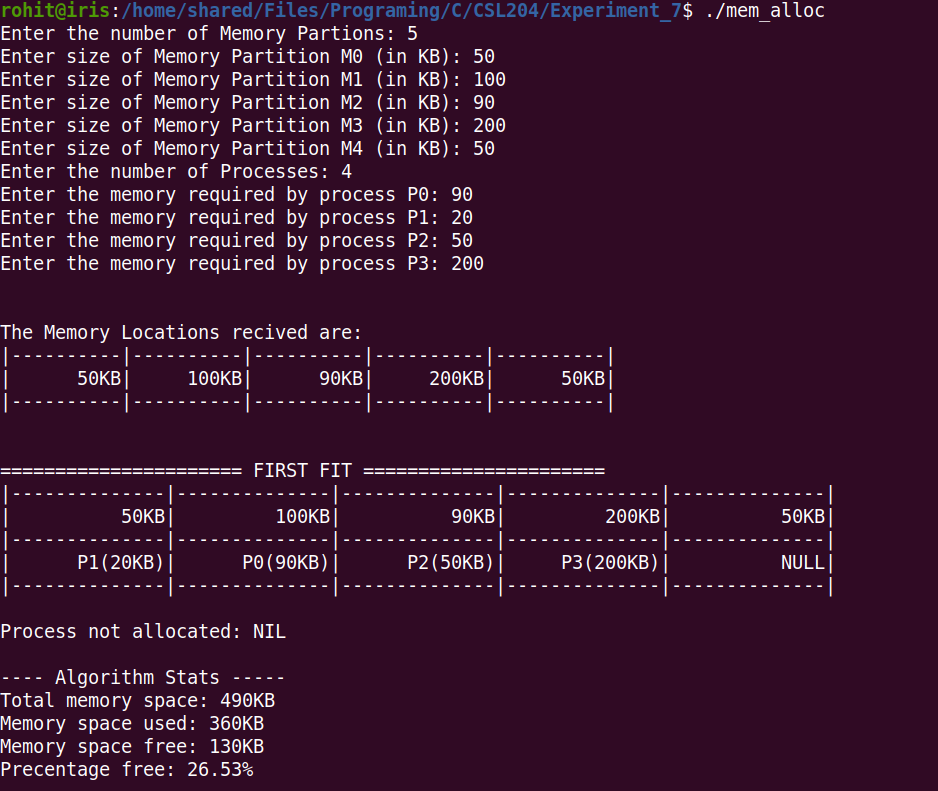 rohit@iris:/home/shared/Files/Programing/C/CSL204/Experiment_7$ ./mem_alloc
Enter the number of Memory Partions: 5
Enter size of Memory Partition M0 (in KB): 50
Enter size of Memory Partition M1 (in KB): 100
Enter size of Memory Partition M2 (in KB): 90
Enter size of Memory Partition M3 (in KB): 200
Enter size of Memory Partition M4 (in KB): 50
Enter the number of Processes: 4
Enter the memory required by process P0: 90
Enter the memory required by process P1: 20
Enter the memory required by process P2: 50
Enter the memory required by process P3: 200
The Memory Locations recived are:
|----------|----------|----------|----------|----------|
|      50KB|     100KB|      90KB|     200KB|      50KB|
|----------|----------|----------|----------|----------|
====================== FIRST FIT ======================
|--------------|--------------|--------------|--------------|--------------|
|          50KB|         100KB|          90KB|         200KB|          50KB|
|--------------|--------------|--------------|--------------|--------------|
|      P1(20KB)|      P0(90KB)|      P2(50KB)|     P3(200KB)|          NULL|
|--------------|--------------|--------------|--------------|--------------|
Process not allocated: NIL
---- Algorithm Stats -----
Total memory space: 490KB
Memory space used: 360KB
Memory space free: 130KB
Precentage free: 26.53%